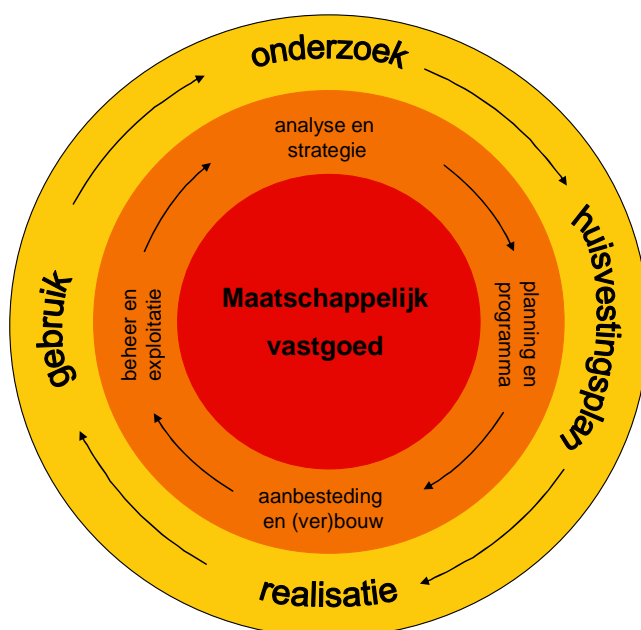 onderzoek
analyse en
strategie
huisvestingsplan
planning en
programma
Maatschappelijk
vastgoed
beheer en
exploitatie
gebruik
aanbesteding
en (ver)bouw
realisatie